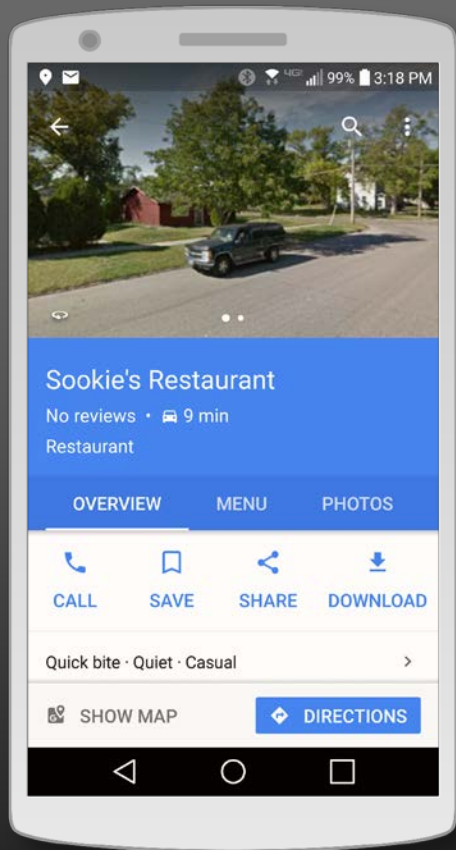 4G 99% 3:18 PM
Sookie's Restaurant
No reviews · 9 min
Restaurant
OVERVIEW MENU PHOTOS
CALL SAVE SHARE DOWNLOAD
Quick bite · Quiet · Casual
SHOW MAP DIRECTIONS